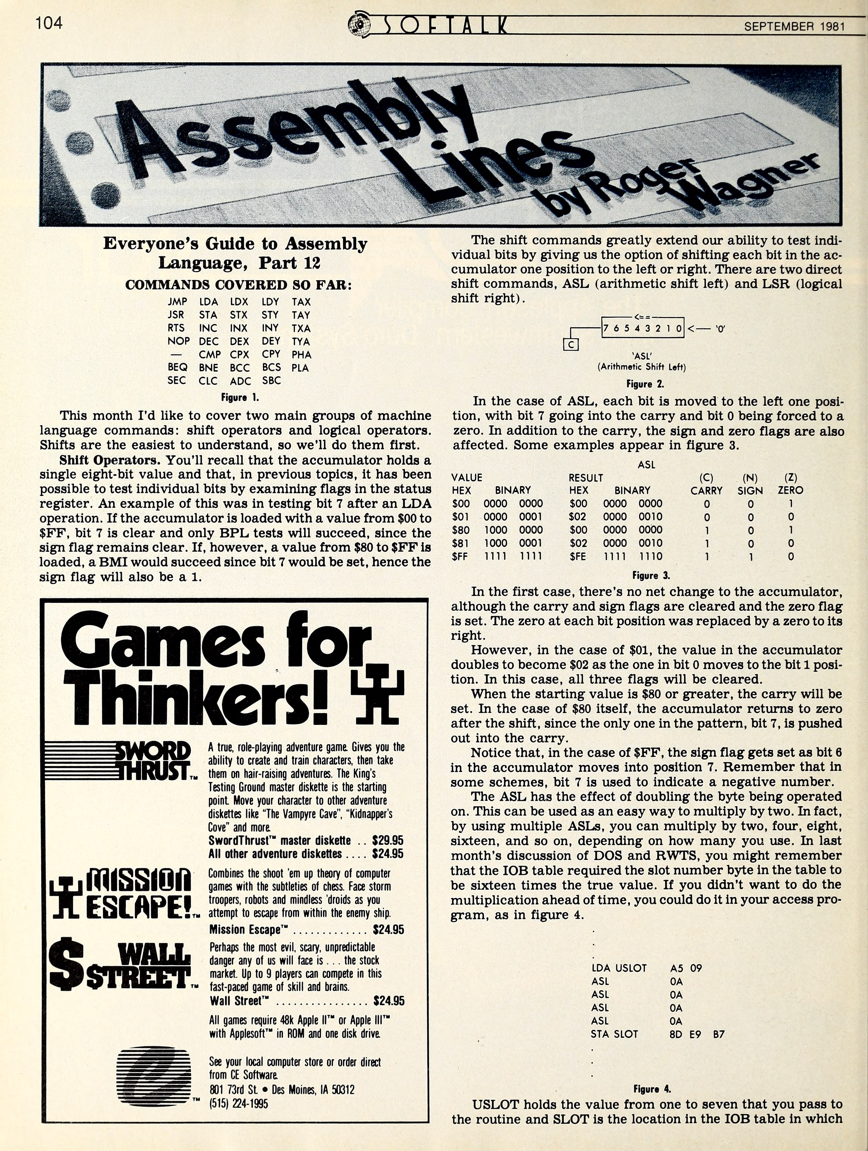 104
SOFTALK
SEPTEMBER 1981
Assembly
Lines
by Roger
Wagner
Everyone's Guide to Assembly
Language, Part 12
COMMANDS COVERED SO FAR:
JMP LDA LDX LDY TAX
JSR STA STX STY TAY
RTS INC INX INY TXA
NOP DEC DEX DEY TYA
— CMP CPX CPY PHA
BEQ BNE BCC BCS PLA
SEC CLC ADC SBC
Figure 1.
This month I'd like to cover two main groups of machine
language commands: shift operators and logical operators.
Shifts are the easiest to understand, so we'll do them first.
Shift Operators. You'll recall that the accumulator holds a
single eight-bit value and that, in previous topics, it has been
possible to test individual bits by examining flags in the status
register. An example of this was in testing bit 7 after an LDA
operation. If the accumulator is loaded with a value from $00 to
$FF, bit 7 is clear and only BPL tests will succeed, since the
sign flag remains clear. If, however, a value from $80 to $FF is
loaded, a BMI would succeed since bit 7 would be set, hence the
sign flag will also be a 1.
Games for
Thinkers!
SWORD
THRUST™
A true, role-playing adventure game. Gives you the
ability to create and train characters, then take
them on hair-raising adventures. The King's
Testing Ground master diskette is the starting
point. Move your character to other adventure
diskettes like "The Vampyre Cave", "Kidnapper's
Cove" and more.
SwordThrust™ master diskette .. $29.95
All other adventure diskettes .... $24.95
MISSION
ESCAPE!™
Combines the shoot 'em up theory of computer
games with the subtleties of chess. Face storm
troopers, robots and mindless 'droids as you
attempt to escape from within the enemy ship.
Mission Escape™ ............. $24.95
$ WALL
$TREET™
Perhaps the most evil, scary, unpredictable
danger any of us will face is . . . the stock
market. Up to 9 players can compete in this
fast-paced game of skill and brains.
Wall Street™ ................ $24.95
All games require 48k Apple II™ or Apple III™
with Applesoft™ in ROM and one disk drive.
See your local computer store or order direct
from CE Software.
801 73rd St. • Des Moines, IA 50312
(515) 224-1995
™
The shift commands greatly extend our ability to test indi-
vidual bits by giving us the option of shifting each bit in the ac-
cumulator one position to the left or right. There are two direct
shift commands, ASL (arithmetic shift left) and LSR (logical
shift right).
<==
7 6 5 4 3 2 1 0 <— '0'
C
'ASL'
(Arithmetic Shift Left)
Figure 2.
In the case of ASL, each bit is moved to the left one posi-
tion, with bit 7 going into the carry and bit 0 being forced to a
zero. In addition to the carry, the sign and zero flags are also
affected. Some examples appear in figure 3.
ASL
VALUE RESULT (C) (N) (Z)
HEX BINARY HEX BINARY CARRY SIGN ZERO
$00 0000 0000 $00 0000 0000 0 0 1
$01 0000 0001 $02 0000 0010 0 0 0
$80 1000 0000 $00 0000 0000 1 0 1
$81 1000 0001 $02 0000 0010 1 0 0
$FF 1111 1111 $FE 1111 1110 1 1 0
Figure 3.
In the first case, there's no net change to the accumulator,
although the carry and sign flags are cleared and the zero flag
is set. The zero at each bit position was replaced by a zero to its
right.
However, in the case of $01, the value in the accumulator
doubles to become $02 as the one in bit 0 moves to the bit 1 posi-
tion. In this case, all three flags will be cleared.
When the starting value is $80 or greater, the carry will be
set. In the case of $80 itself, the accumulator returns to zero
after the shift, since the only one in the pattern, bit 7, is pushed
out into the carry.
Notice that, in the case of $FF, the sign flag gets set as bit 6
in the accumulator moves into position 7. Remember that in
some schemes, bit 7 is used to indicate a negative number.
The ASL has the effect of doubling the byte being operated
on. This can be used as an easy way to multiply by two. In fact,
by using multiple ASLs, you can multiply by two, four, eight,
sixteen, and so on, depending on how many you use. In last
month's discussion of DOS and RWTS, you might remember
that the IOB table required the slot number byte in the table to
be sixteen times the true value. If you didn't want to do the
multiplication ahead of time, you could do it in your access pro-
gram, as in figure 4.
.
.
.
LDA USLOT A5 09
ASL 0A
ASL 0A
ASL 0A
ASL 0A
STA SLOT 8D E9 B7
.
.
.
Figure 4.
USLOT holds the value from one to seven that you pass to
the routine and SLOT is the location in the IOB table in which